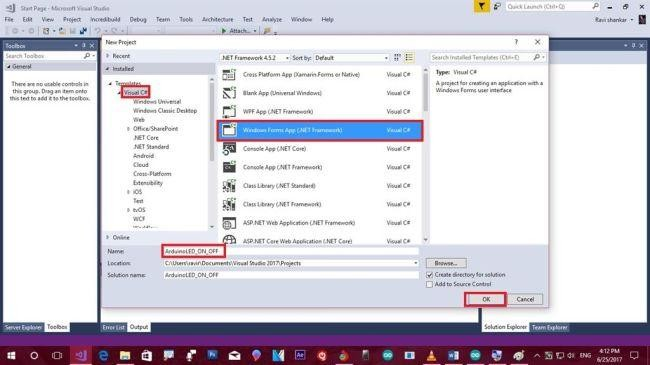 Start Page - Microsoft Visual Studio
Quick Launch (Ctrl+Q)
File Edit View Project Debug Team Tools Architecture Test Analyze Window Help
Ravi shankar
Attach...
Toolbox
Search Toolbox
General
There are no usable controls in
this group. Drag an item onto
this text to add it to the toolbox.
New Project
Recent
.NET Framework 4.5.2
Sort by: Default
Search Installed Templates (Ctrl+E)
Installed
Templates
Visual C#
Windows Universal
Windows Classic Desktop
Web
Office/SharePoint
.NET Core
.NET Standard
Android
Cloud
Cross-Platform
Extensibility
iOS
Test
tvOS
WCF
Workflow
Online
Cross Platform App (Xamarin.Forms or Native) Visual C#
Blank App (Universal Windows) Visual C#
WPF App (.NET Framework) Visual C#
Windows Forms App (.NET Framework) Visual C#
Console App (.NET Core) Visual C#
Console App (.NET Framework) Visual C#
Class Library (.NET Standard) Visual C#
Class Library (.NET Framework) Visual C#
ASP.NET Web Application (.NET Framework) Visual C#
ASP.NET Core Web Application (.NET Core) Visual C#
Type: Visual C#
A project for creating an application with a
Windows Forms user interface
Name: ArduinoLED_ON_OFF
Location: C:\Users\ravir\Documents\Visual Studio 2017\Projects
Browse...
Solution name: ArduinoLED_ON_OFF
Create directory for solution
Add to Source Control
OK
Cancel
Server Explorer Toolbox
Error List Output
Solution Explorer Team Explorer
ENG
4:12 PM
6/25/2017